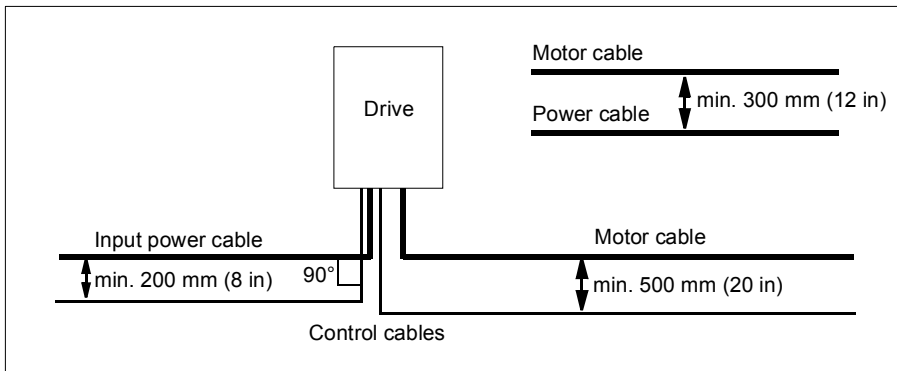 Motor cable
Drive
min. 300 mm (12 in)
Power cable
Input power cable
Motor cable
min. 200 mm (8 in)
90°
min. 500 mm (20 in)
Control cables